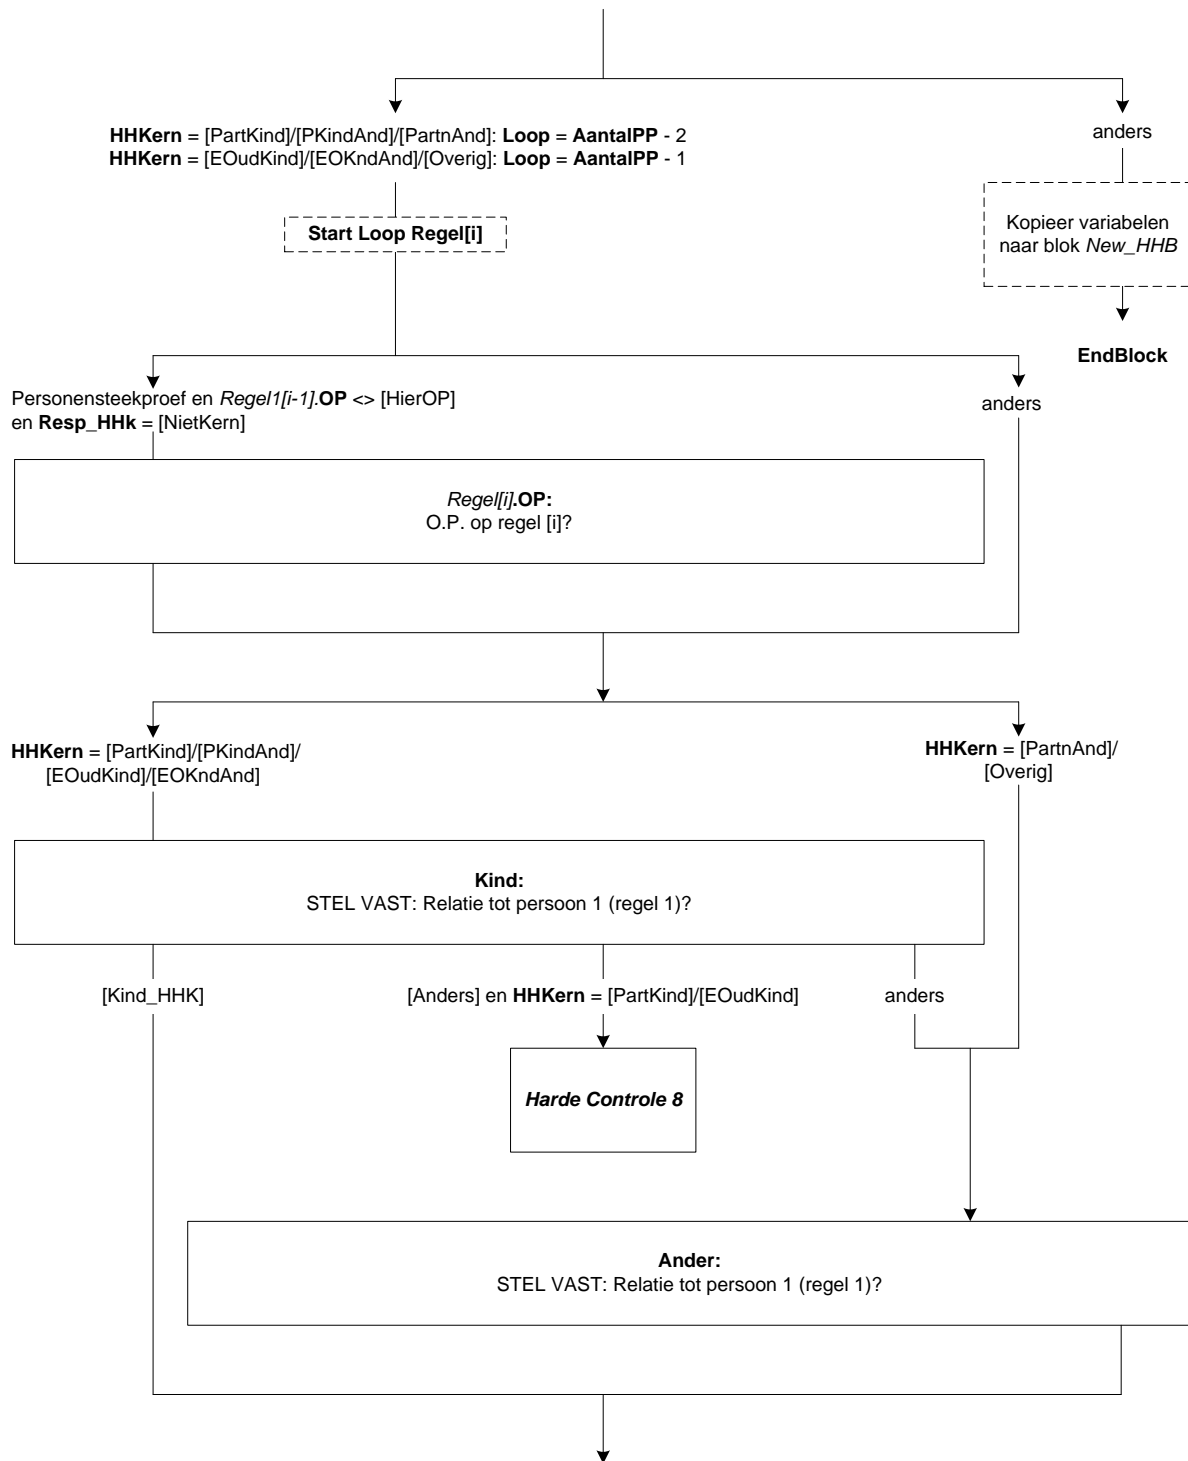 HHKern = [PartKind]/[PKindAnd]/[PartnAnd]: Loop = AantalPP - 2
HHKern = [EOudKind]/[EOKndAnd]/[Overig]: Loop = AantalPP - 1
anders
Start Loop Regel[i]
Kopieer variabelen
naar blok New_HHB
EndBlock
Personensteekproef en Regel1[i-1].OP <> [HierOP]
en Resp_HHk = [NietKern]
anders
Regel[i].OP:
O.P. op regel [i]?
HHKern = [PartKind]/[PKindAnd]/
[EOudKind]/[EOKndAnd]
HHKern = [PartnAnd]/
[Overig]
Kind:
STEL VAST: Relatie tot persoon 1 (regel 1)?
[Kind_HHK]
[Anders] en HHKern = [PartKind]/[EOudKind]
anders
Harde Controle 8
Ander:
STEL VAST: Relatie tot persoon 1 (regel 1)?